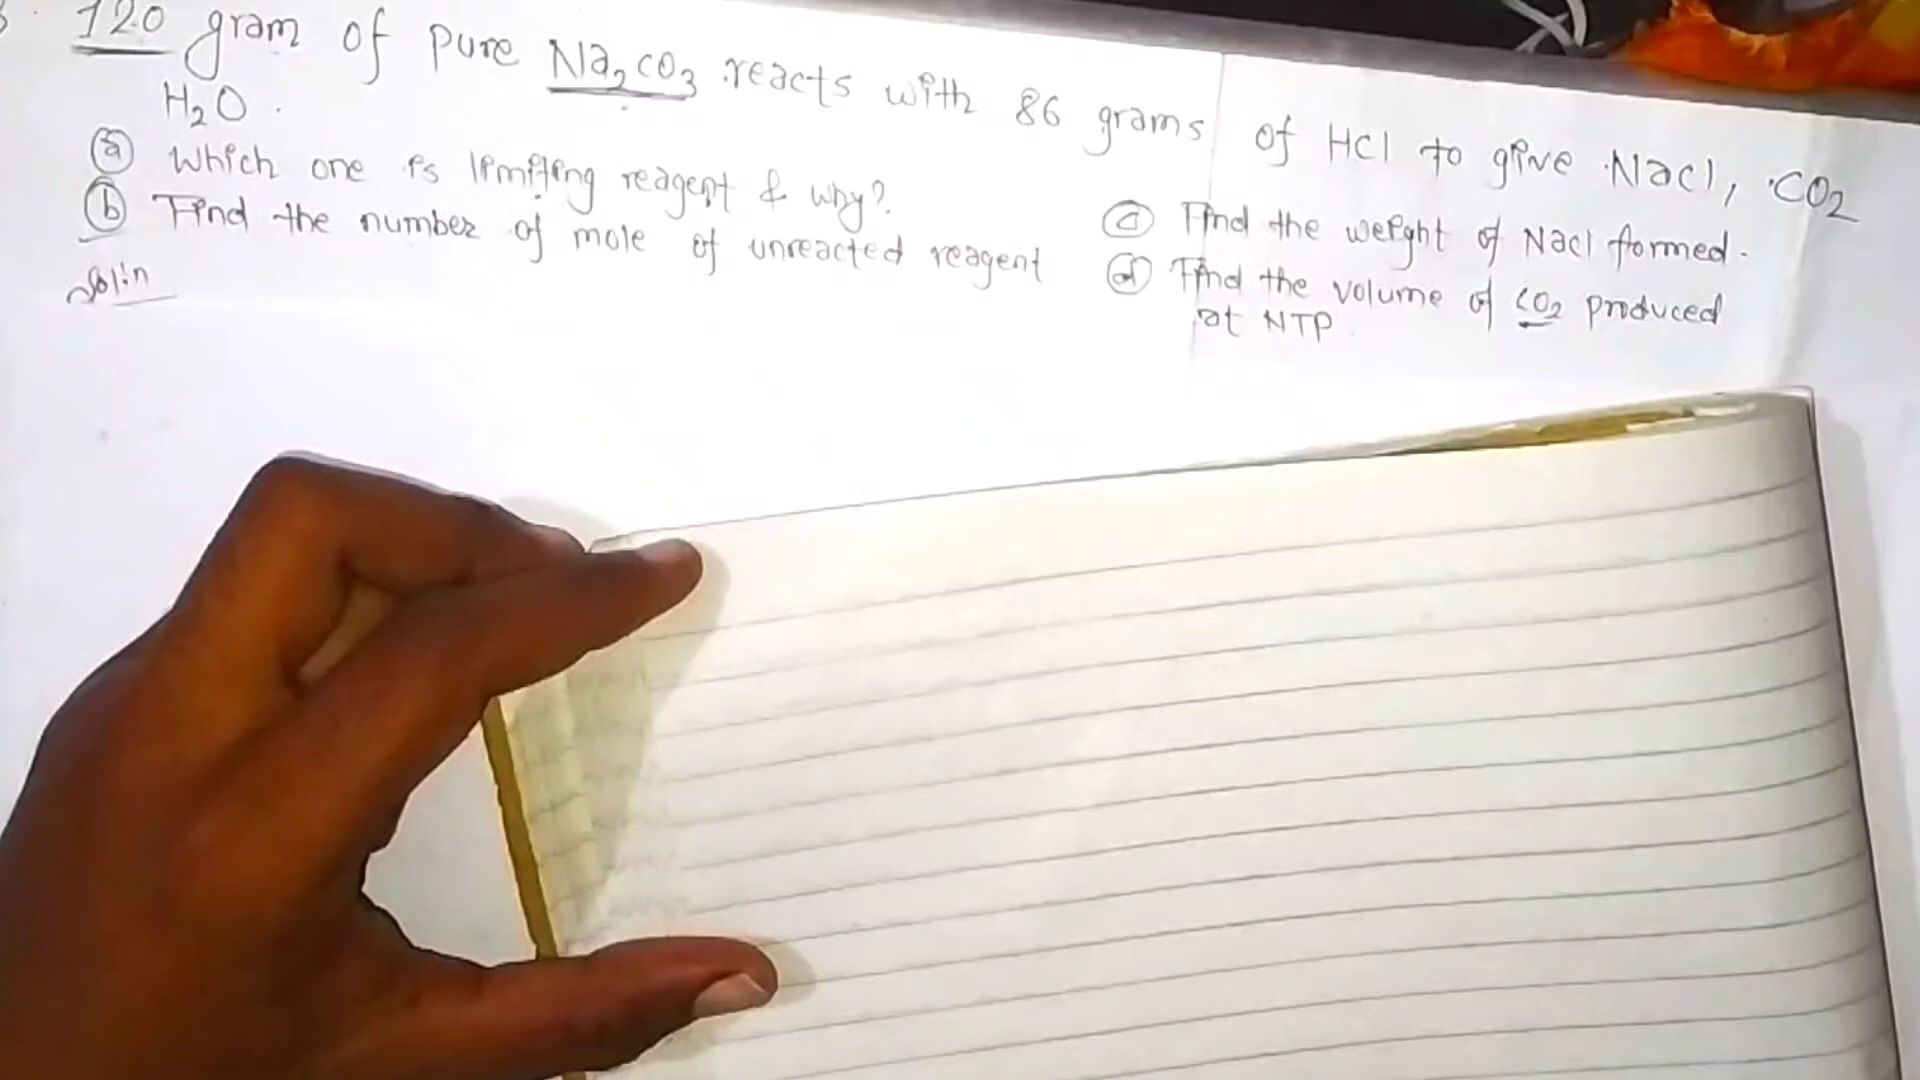 120 gram of pure Na₂CO₃ reacts with 86 grams of HCl to give NaCl, CO₂
H₂O.
(a) Which one is limiting reagent & why?
(b) Find the number of mole of unreacted reagent
(c) Find the weight of NaCl formed.
(d) Find the volume of CO₂ produced
at NTP.
Sol:n